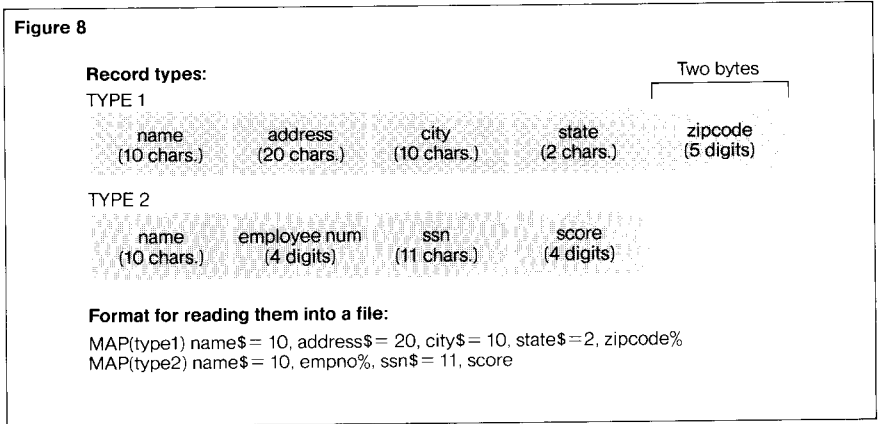 Figure 8
Record types:
Two bytes
TYPE 1
name address city state zipcode
(10 chars.) (20 chars.) (10 chars.) (2 chars.) (5 digits)
TYPE 2
name employee num ssn score
(10 chars.) (4 digits) (11 chars.) (4 digits)
Format for reading them into a file:
MAP(type1) name$ = 10, address$ = 20, city$ = 10, state$ =2, zipcode%
MAP(type2) name$ = 10, empno%, ssn$ = 11, score